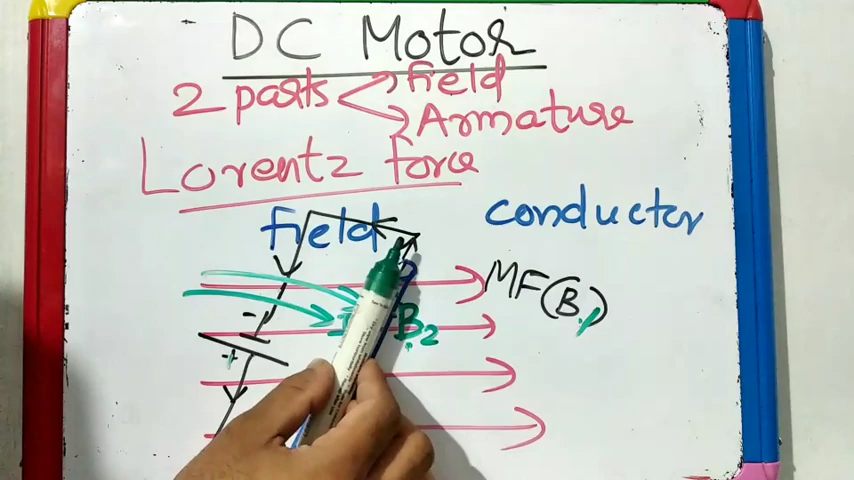 DC Motor
2 parts
field
Armature
Lorentz force
field
conductor
MF(B1)
B2
-
+